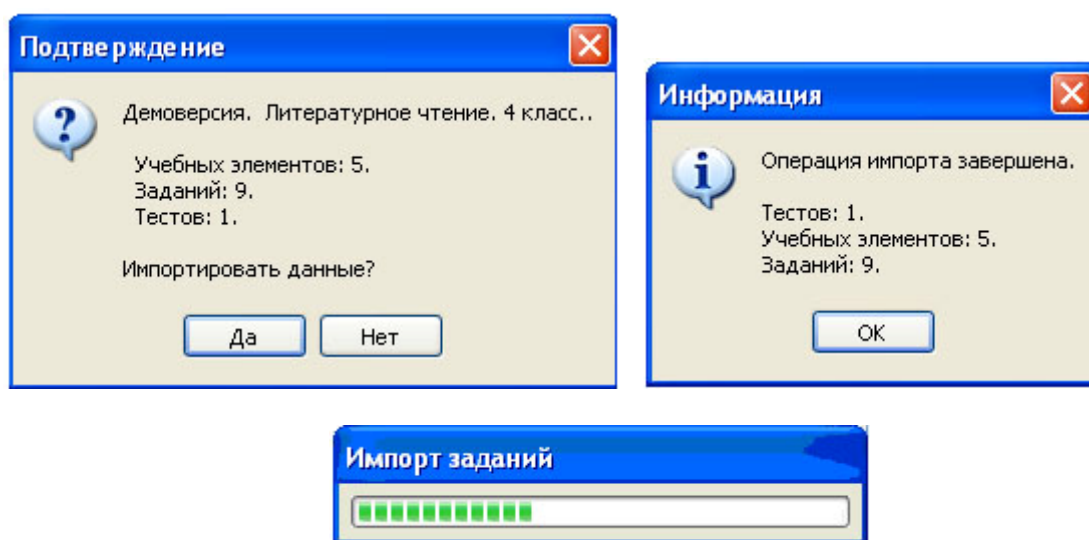 Подтверждение
Демоверсия. Литературное чтение. 4 класс..
Учебных элементов: 5.
Заданий: 9.
Тестов: 1.
Импортировать данные?
Да
Нет
Информация
Операция импорта завершена.
Тестов: 1.
Учебных элементов: 5.
Заданий: 9.
ОК
Импорт заданий